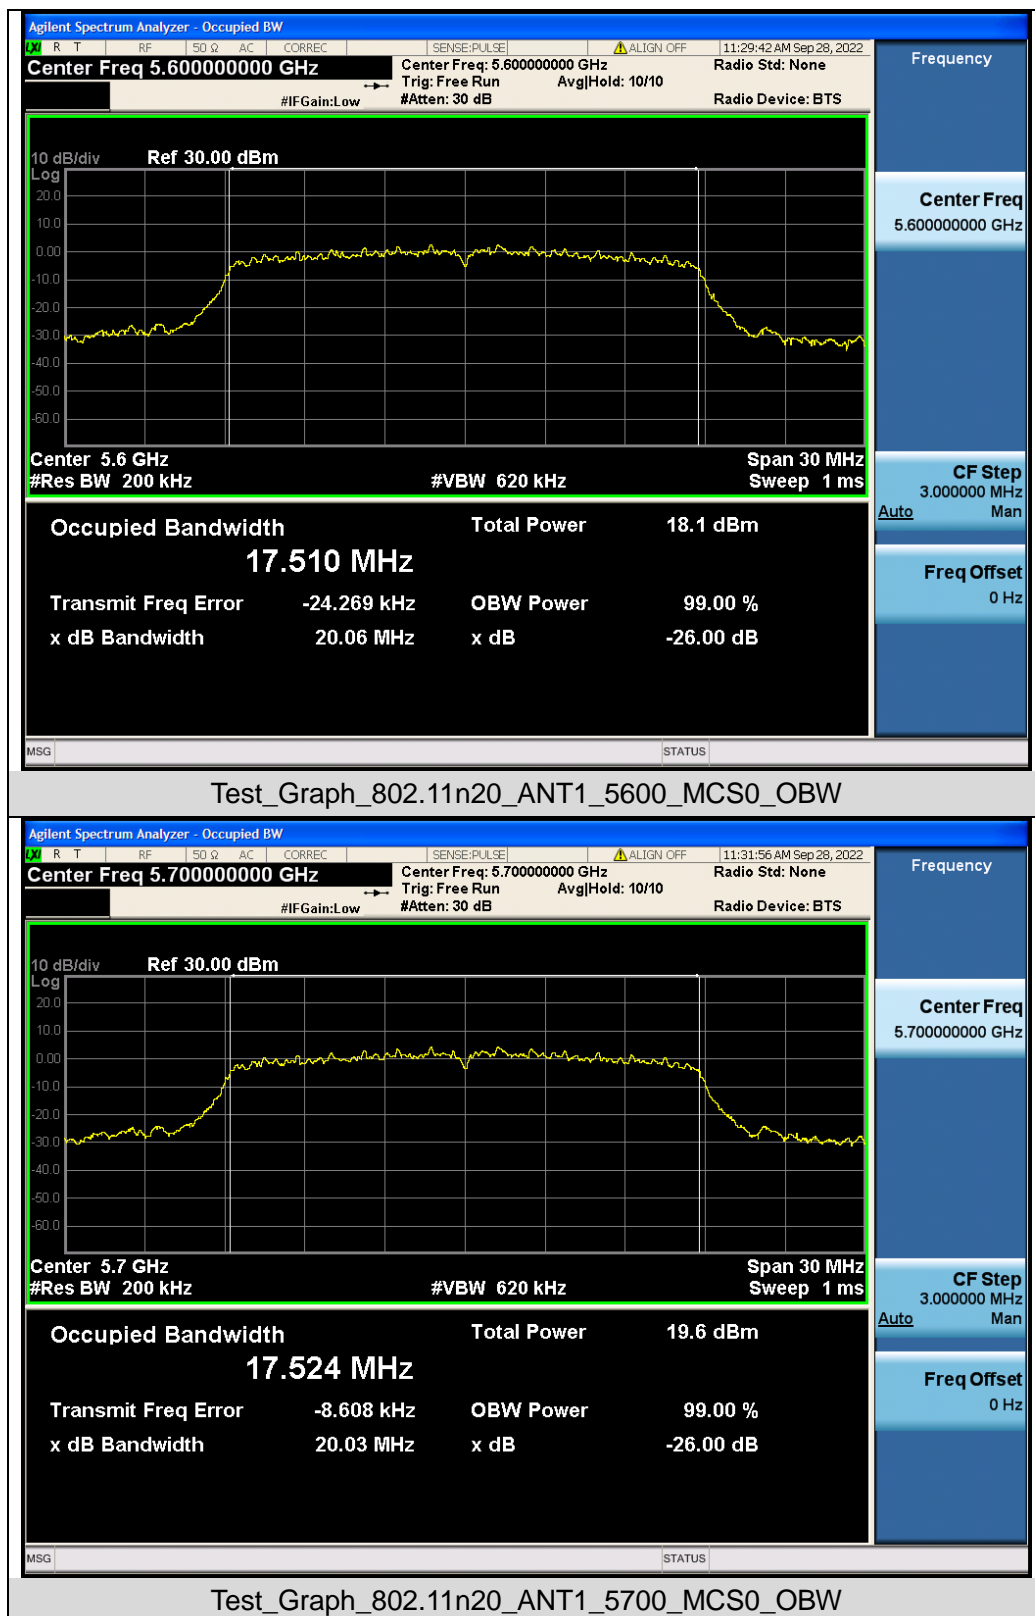 Agilent Spectrum Analyzer - Occupied BW
LXI R T RF 50 Ω AC CORREC SENSE:PULSE ALIGN OFF 11:29:42 AM Sep 28, 2022
Center Freq 5.600000000 GHz Center Freq: 5.600000000 GHz Radio Std: None Frequency
Trig: Free Run Avg|Hold: 10/10
#IFGain:Low #Atten: 30 dB Radio Device: BTS
10 dB/div Ref 30.00 dBm
Log
20.0
10.0
0.00
-10.0
-20.0
-30.0
-40.0
-50.0
-60.0
Center Freq
5.600000000 GHz
Center 5.6 GHz Span 30 MHz
#Res BW 200 kHz #VBW 620 kHz Sweep 1 ms
CF Step
3.000000 MHz
Auto Man
Freq Offset
0 Hz
Occupied Bandwidth Total Power 18.1 dBm
17.510 MHz
Transmit Freq Error -24.269 kHz OBW Power 99.00 %
x dB Bandwidth 20.06 MHz x dB -26.00 dB
MSG STATUS
Test_Graph_802.11n20_ANT1_5600_MCS0_OBW
Agilent Spectrum Analyzer - Occupied BW
LXI R T RF 50 Ω AC CORREC SENSE:PULSE ALIGN OFF 11:31:56 AM Sep 28, 2022
Center Freq 5.700000000 GHz Center Freq: 5.700000000 GHz Radio Std: None Frequency
Trig: Free Run Avg|Hold: 10/10
#IFGain:Low #Atten: 30 dB Radio Device: BTS
10 dB/div Ref 30.00 dBm
Log
20.0
10.0
0.00
-10.0
-20.0
-30.0
-40.0
-50.0
-60.0
Center Freq
5.700000000 GHz
Center 5.7 GHz Span 30 MHz
#Res BW 200 kHz #VBW 620 kHz Sweep 1 ms
CF Step
3.000000 MHz
Auto Man
Freq Offset
0 Hz
Occupied Bandwidth Total Power 19.6 dBm
17.524 MHz
Transmit Freq Error -8.608 kHz OBW Power 99.00 %
x dB Bandwidth 20.03 MHz x dB -26.00 dB
MSG STATUS
Test_Graph_802.11n20_ANT1_5700_MCS0_OBW